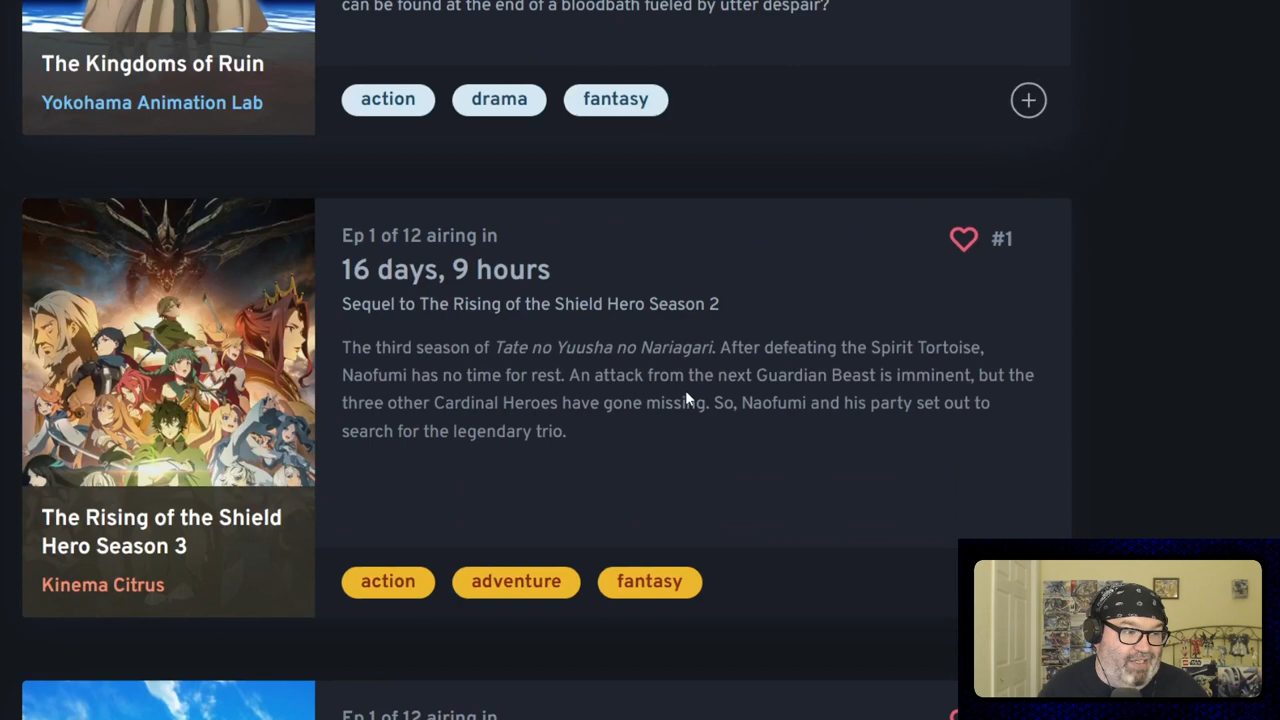 can be found at the end of a bloodbath fueled by utter despair?
The Kingdoms of Ruin
Yokohama Animation Lab
action
drama
fantasy
Ep 1 of 12 airing in
#1
16 days, 9 hours
Sequel to The Rising of the Shield Hero Season 2
The third season of Tate no Yuusha no Nariagari. After defeating the Spirit Tortoise,
Naofumi has no time for rest. An attack from the next Guardian Beast is imminent, but the
three other Cardinal Heroes have gone missing. So, Naofumi and his party set out to
search for the legendary trio.
The Rising of the Shield
Hero Season 3
Kinema Citrus
action
adventure
fantasy
Ep 1 of 12 airing in